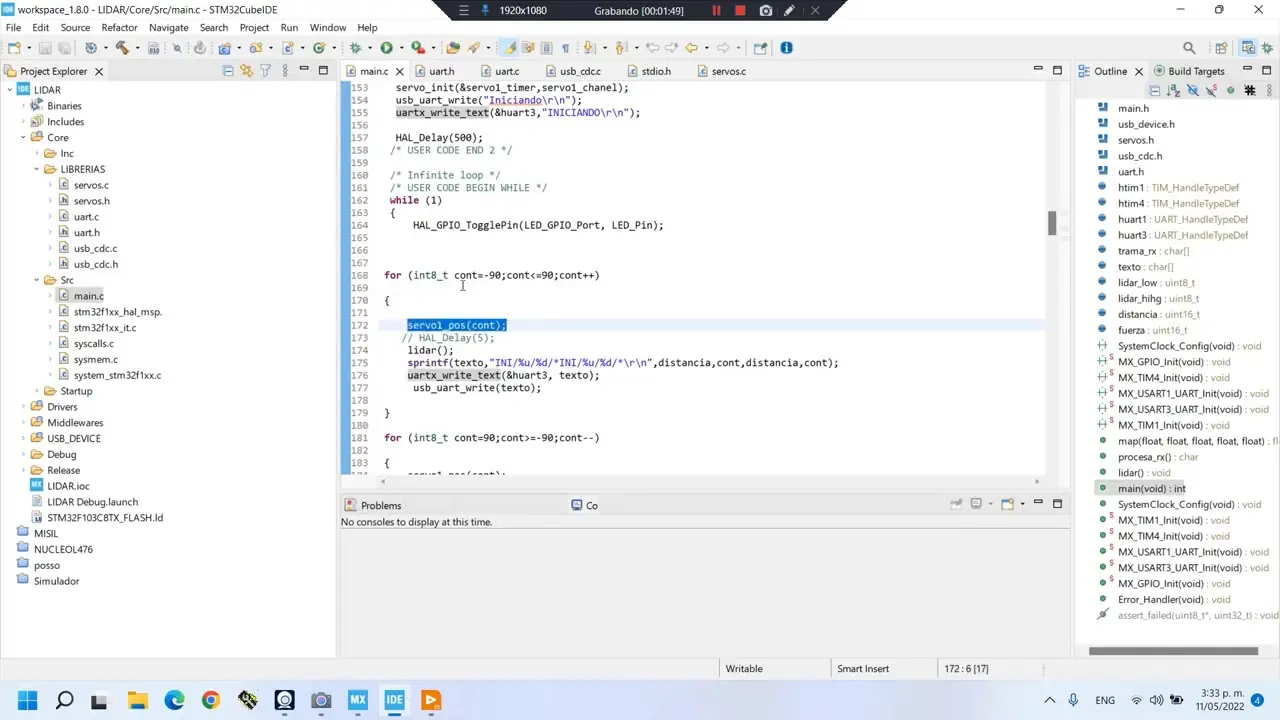 workspace_1.8.0 - LIDAR/Core/Src/main.c - STM32CubeIDE
1920x1080
Grabando [00:01:49]
File Edit Source Refactor Navigate Search Project Run Window Help
Project Explorer
main.c
uart.h
uart.c
usb_cdc.c
stdio.h
servos.c
Outline
Build Targets
LIDAR
Binaries
Includes
Core
Inc
LIBRERIAS
servos.c
servos.h
uart.c
uart.h
usb_cdc.c
usb_cdc.h
Src
main.c
stm32f1xx_hal_msp.
stm32f1xx_it.c
syscalls.c
sysmem.c
system_stm32f1xx.c
Startup
Drivers
Middlewares
USB_DEVICE
Debug
Release
LIDAR.ioc
LIDAR Debug.launch
STM32F103C8TX_FLASH.ld
MISIL
NUCLEOL476
posso
Simulador
153 servo_init(&servo1_timer,servo1_chanel);
154 usb_uart_write("Iniciando\r\n");
155 uartx_write_text(&huart3,"INICIANDO\r\n");
156
157 HAL_Delay(500);
158 /* USER CODE END 2 */
159
160 /* Infinite loop */
161 /* USER CODE BEGIN WHILE */
162 while (1)
163 {
164 HAL_GPIO_TogglePin(LED_GPIO_Port, LED_Pin);
165
166
167
168 for (int8_t cont=-90;cont<=90;cont++)
169
170 {
171
172 servo1_pos(cont);
173 // HAL_Delay(5);
174 lidar();
175 sprintf(texto,"INI/%u/%d/*INI/%u/%d/*\r\n",distancia,cont,distancia,cont);
176 uartx_write_text(&huart3, texto);
177 usb_uart_write(texto);
178
179 }
180
181 for (int8_t cont=90;cont>=-90;cont--)
182
183 {
main.h
usb_device.h
servos.h
usb_cdc.h
uart.h
htim1 : TIM_HandleTypeDef
htim4 : TIM_HandleTypeDef
huart1 : UART_HandleTypeDef
huart3 : UART_HandleTypeDef
trama_rx : char[]
texto : char[]
lidar_low : uint8_t
lidar_hihg : uint8_t
distancia : uint16_t
fuerza : uint16_t
SystemClock_Config(void) : void
MX_GPIO_Init(void) : void
MX_TIM4_Init(void) : void
MX_USART1_UART_Init(void) : void
MX_USART3_UART_Init(void) : void
MX_TIM1_Init(void) : void
map(float, float, float, float, float) : f
procesa_rx() : char
lidar() : void
main(void) : int
SystemClock_Config(void) : void
MX_TIM1_Init(void) : void
MX_TIM4_Init(void) : void
MX_USART1_UART_Init(void) : void
MX_USART3_UART_Init(void) : void
MX_GPIO_Init(void) : void
Error_Handler(void) : void
assert_failed(uint8_t*, uint32_t) : void
Problems
Co
No consoles to display at this time.
Writable
Smart Insert
172 : 6 [17]
MX
IDE
ENG
3:33 p. m.
11/05/2022
4